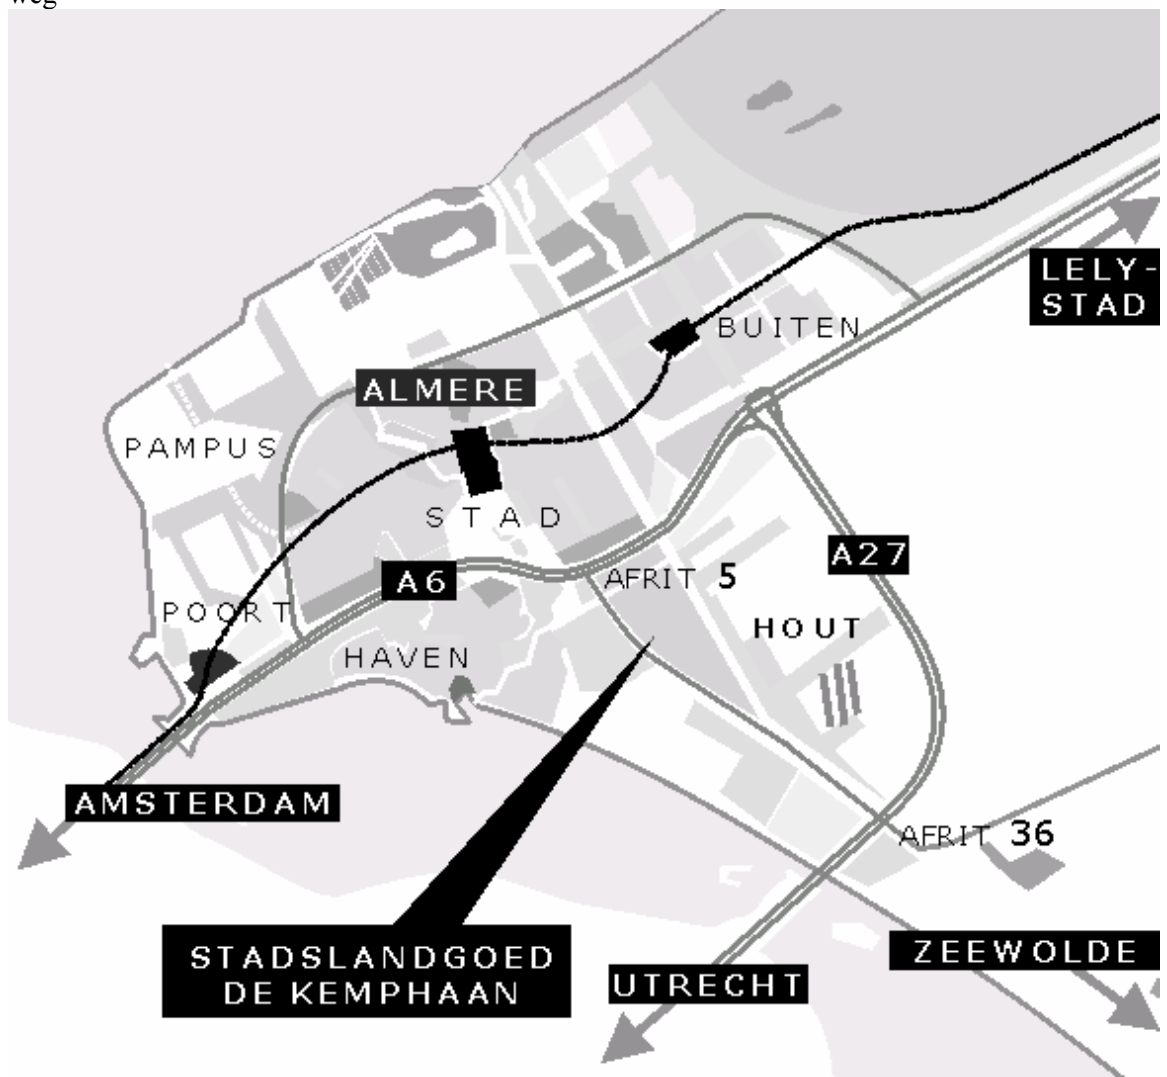 weg
LELY-
STAD
BUITEN
ALMERE
PAMPUS
STAD
A27
A6
AFRIT 5
POORT
HOUT
HAVEN
AMSTERDAM
AFRIT 36
STADSLANDGOED
DE KEMPHAAN
ZEEWOLDE
UTRECHT